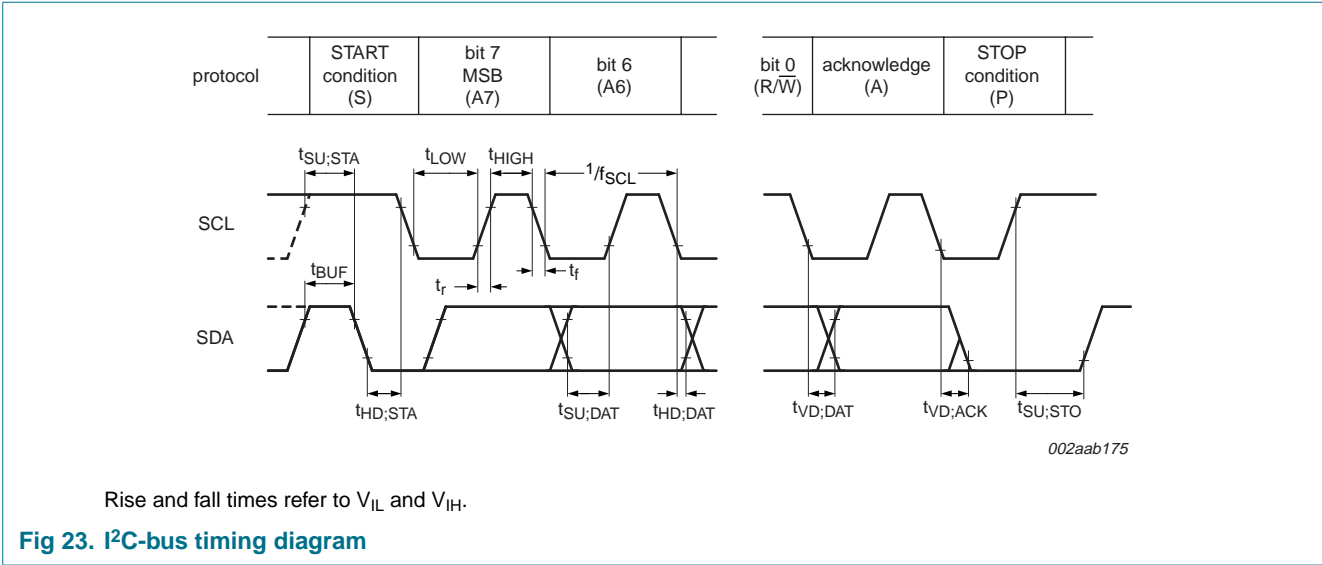 protocol
START
condition
(S)
bit 7
MSB
(A7)
bit 6
(A6)
bit 0
(R/W̅)
acknowledge
(A)
STOP
condition
(P)
tSU;STA
tLOW
tHIGH
1/fSCL
SCL
tBUF
tr
tf
SDA
tHD;STA
tSU;DAT
tHD;DAT
tVD;DAT
tVD;ACK
tSU;STO
002aab175
Rise and fall times refer to VIL and VIH.
Fig 23. I²C-bus timing diagram